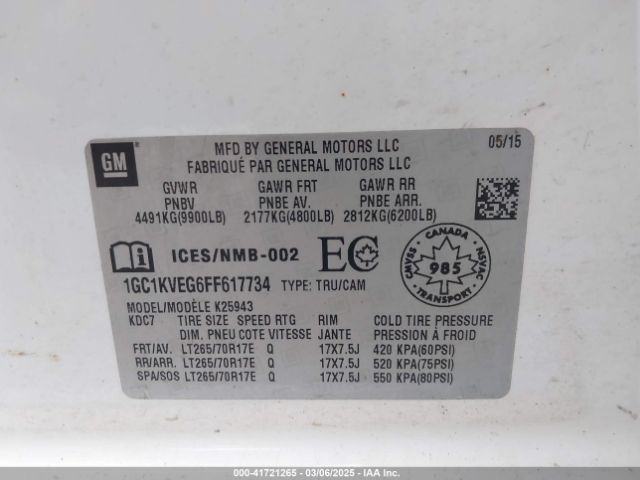 GM
MFD BY GENERAL MOTORS LLC
05/15
FABRIQUÉ PAR GENERAL MOTORS LLC
GVWR GAWR FRT GAWR RR
PNBV PNBE AV. PNBE ARR.
4491KG(9900LB) 2177KG(4800LB) 2812KG(6200LB)
ICES/NMB-002 EC
CANADA CMVSS 985 NSVAC TRANSPORT
1GC1KVEG6FF617734 TYPE: TRU/CAM
MODEL/MODÈLE K25943
KDC7 TIRE SIZE SPEED RTG RIM COLD TIRE PRESSURE
DIM. PNEU COTE VITESSE JANTE PRESSION À FROID
FRT/AV. LT265/70R17E Q 17X7.5J 420 KPA(60PSI)
RR/ARR. LT265/70R17E Q 17X7.5J 520 KPA(75PSI)
SPA/SOS LT265/70R17E Q 17X7.5J 550 KPA(80PSI)
000-41721265 - 03/06/2025 - IAA Inc.